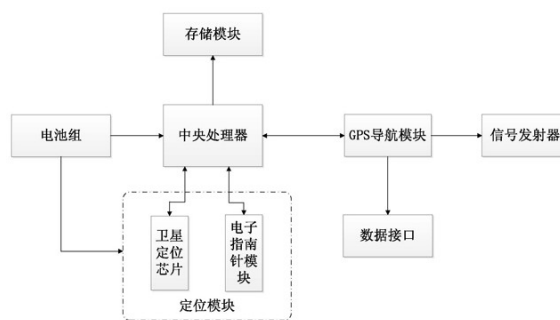 存储模块
电池组
中央处理器
GPS导航模块
信号发射器
卫星
定位
芯片
电子
指南
针模
块
数据接口
定位模块